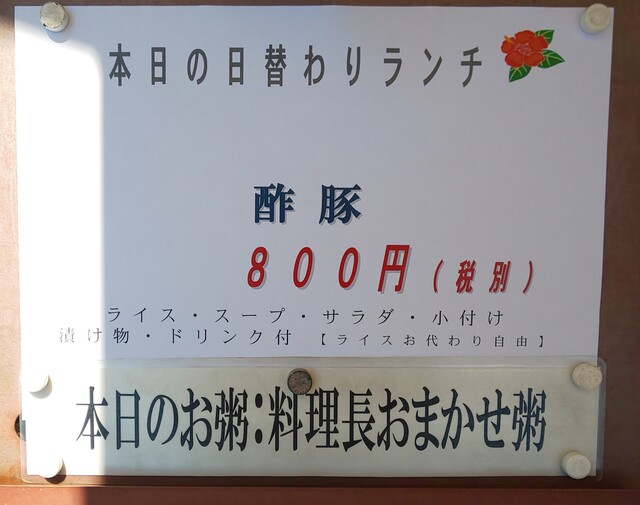 本日の日替わりランチ
酢豚
８００円(税別)
ライス・スープ・サラダ・小付け
漬け物・ドリンク付【ライスお代わり自由】
本日のお粥:料理長おまかせ粥